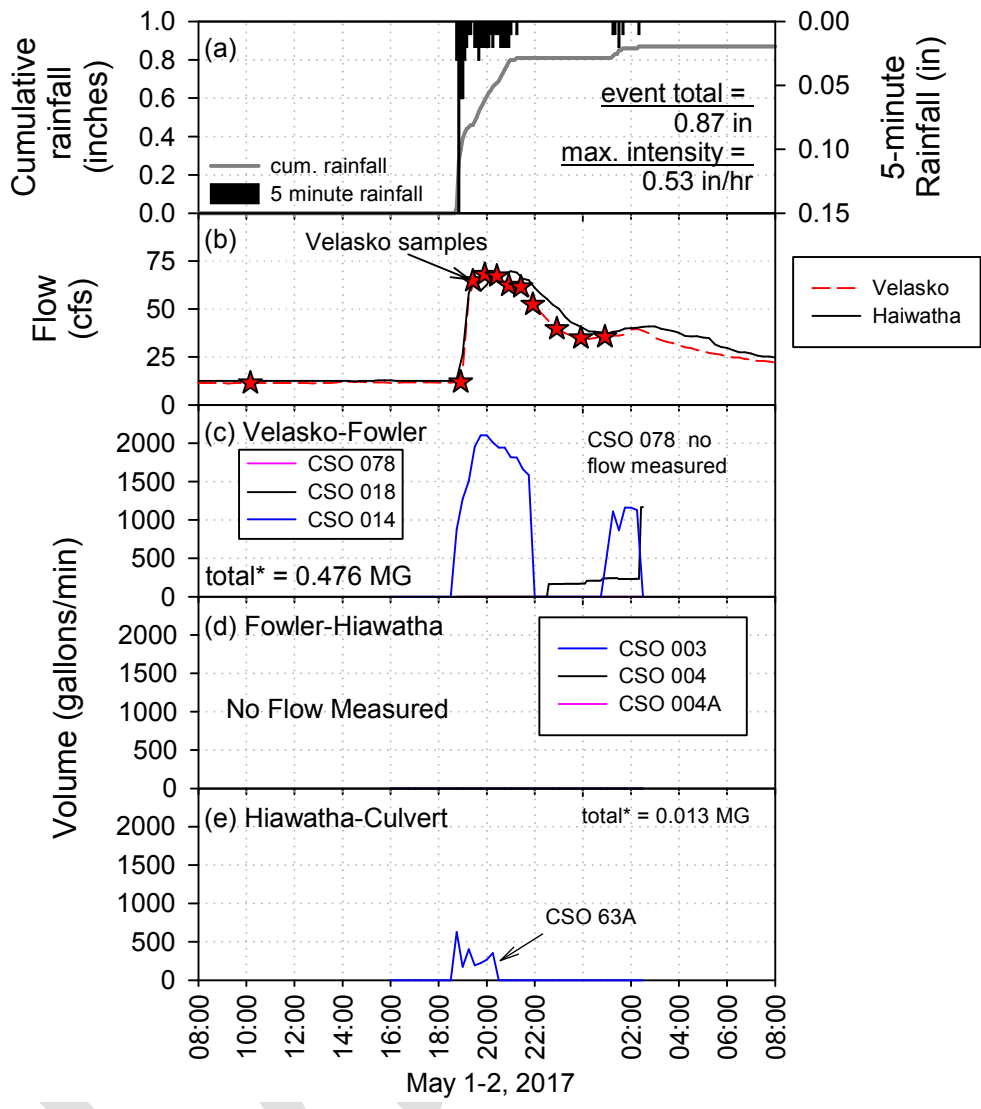 Cumulative
rainfall
(inches)
1.0
0.8
0.6
0.4
0.2
0.0
(a)
cum. rainfall
5 minute rainfall
event total =
0.87 in
max. intensity =
0.53 in/hr
0.00
0.05
0.10
0.15
5-minute
Rainfall (in)
Flow
(cfs)
75
50
25
0
(b)
Velasko samples
Velasko
Haiwatha
Volume (gallons/min)
2000
1500
1000
500
0
(c) Velasko-Fowler
CSO 078
CSO 018
CSO 014
total* = 0.476 MG
CSO 078 no
flow measured
2000
1500
1000
500
0
(d) Fowler-Hiawatha
No Flow Measured
CSO 003
CSO 004
CSO 004A
2000
1500
1000
500
0
(e) Hiawatha-Culvert
total* = 0.013 MG
CSO 63A
08:00
10:00
12:00
14:00
16:00
18:00
20:00
22:00
02:00
04:00
06:00
08:00
May 1-2, 2017